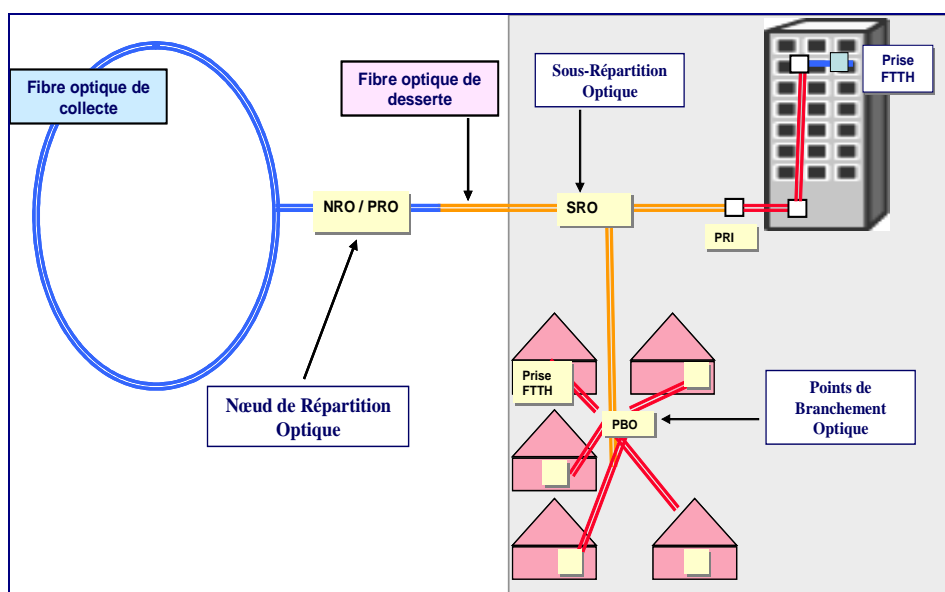 Fibre optique de
collecte
Fibre optique de
desserte
Sous-Répartition
Optique
Prise
FTTH
NRO / PRO
SRO
PRI
Prise
FTTH
PBO
Nœud de Répartition
Optique
Points de
Branchement
Optique